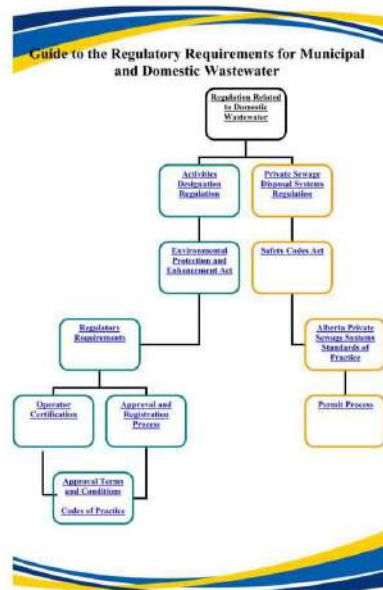 Guide to the Regulatory Requirements for Municipal
and Domestic Wastewater
Regulation Related
to Domestic
Wastewater
Activities
Designation
Regulation
Private Sewage
Disposal Systems
Regulation
Environmental
Protection and
Enhancement Act
Safety Codes Act
Regulatory
Requirements
Alberta Private
Sewage Systems
Standards of
Practice
Operator
Certification
Approval and
Registration
Process
Permit Process
Approval Terms
and Conditions
Codes of Practice